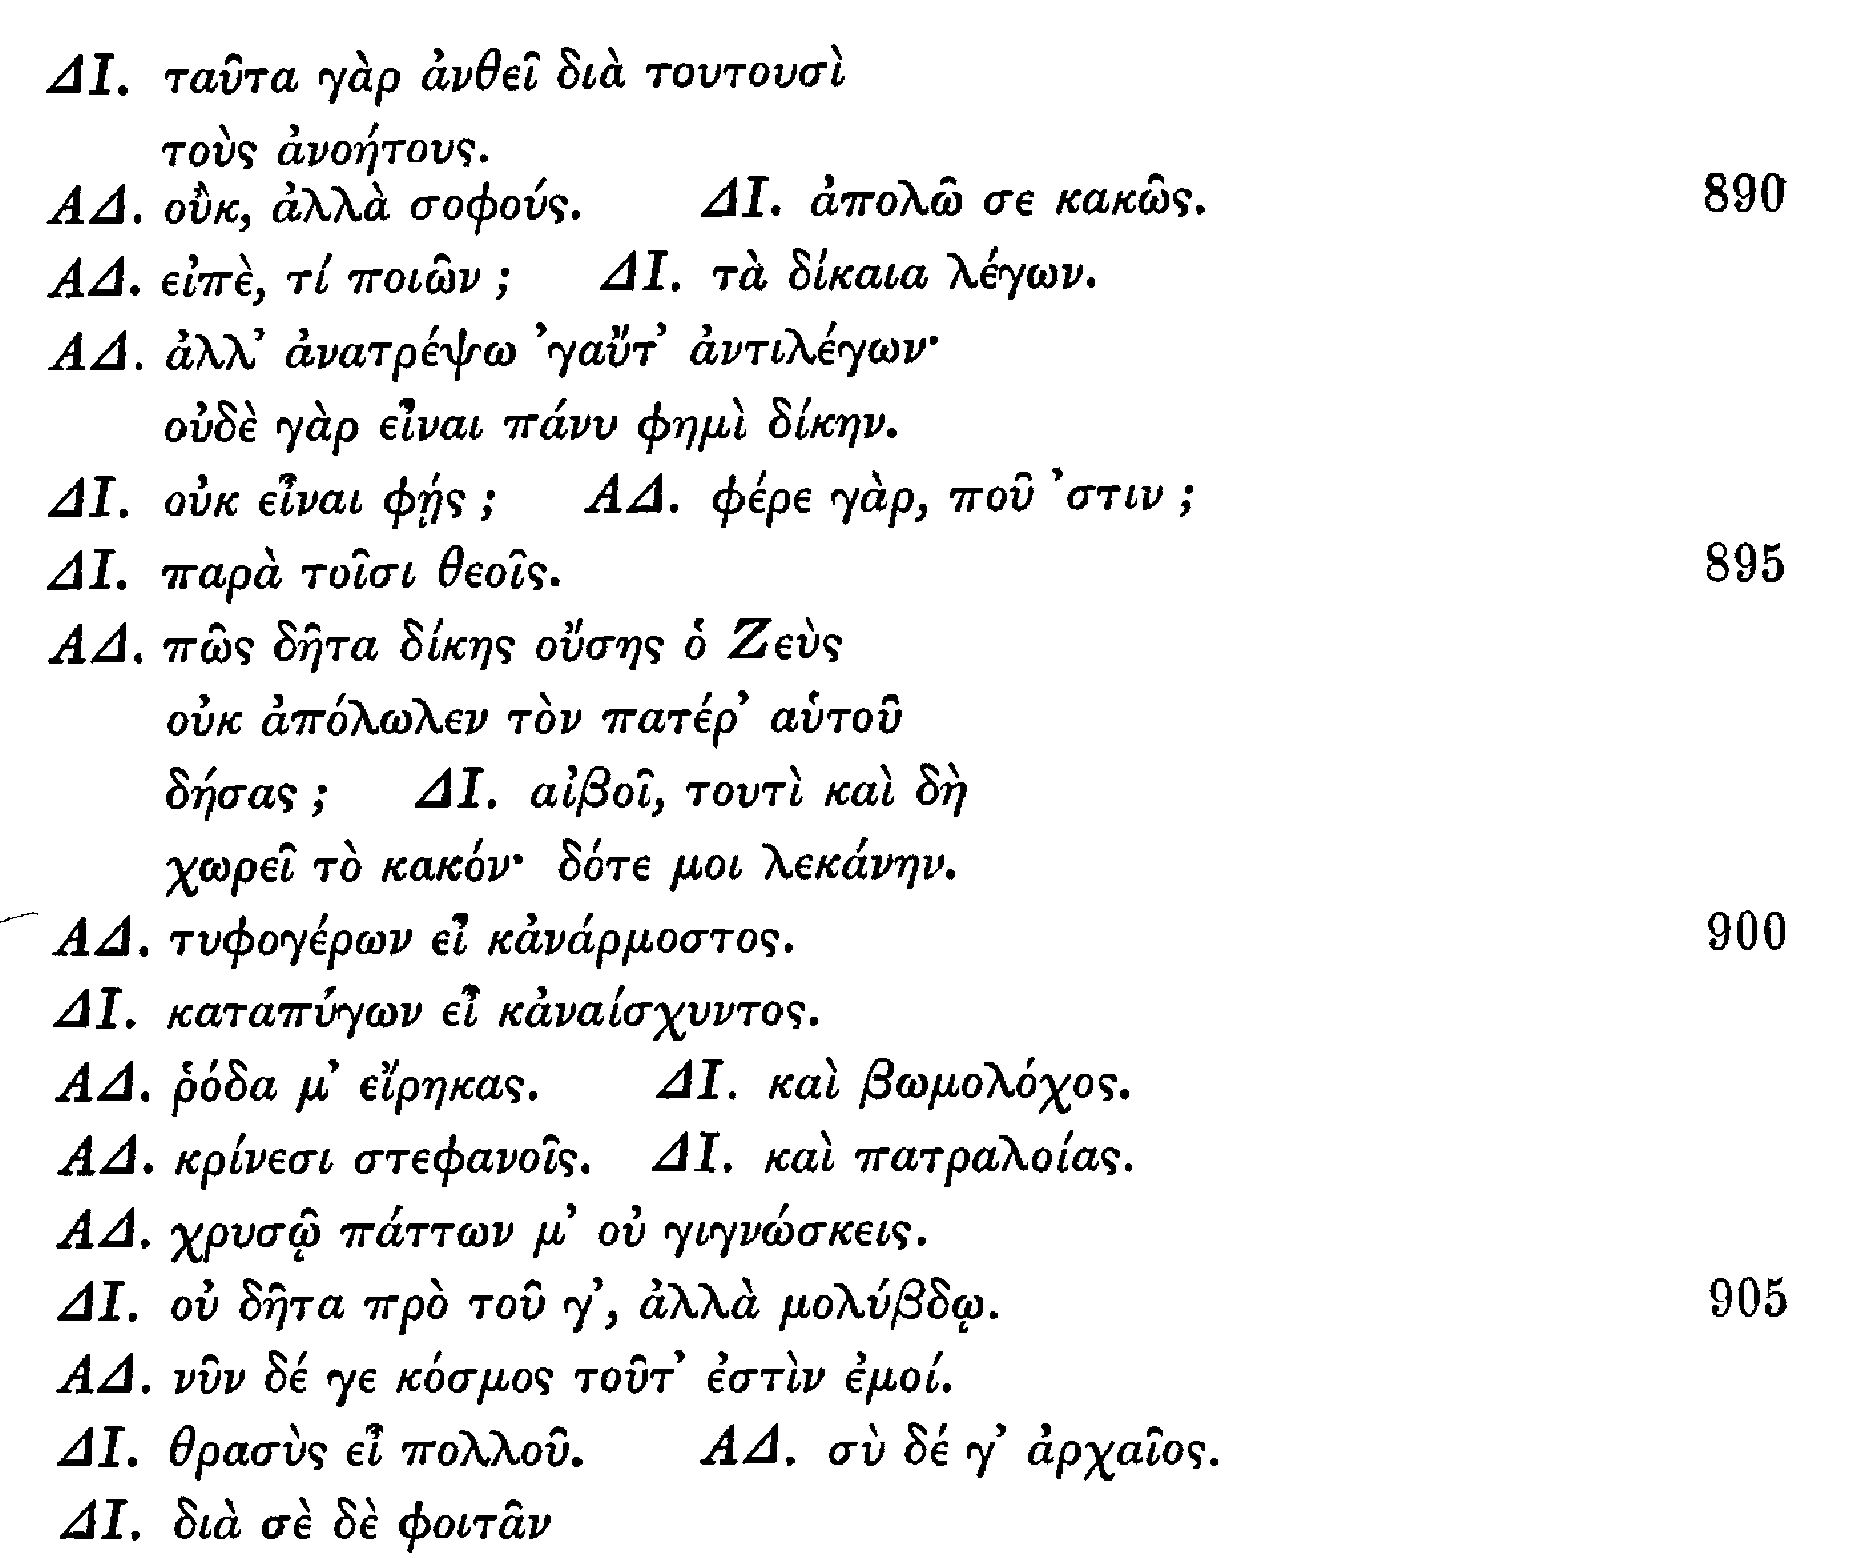 ΔΙ. ταῦτα γὰρ ἀνθεῖ διὰ τουτουσὶ
τοὺς ἀνοήτους.
ΑΔ. οὒκ, ἀλλὰ σοφούς. ΔΙ. ἀπολῶ σε κακῶς. 890
ΑΔ. εἰπὲ, τί ποιῶν; ΔΙ. τὰ δίκαια λέγων.
ΑΔ. ἀλλ’ ἀνατρέψω ’γαὔτ’ ἀντιλέγων·
οὐδὲ γὰρ εἶναι πάνυ φημὶ δίκην.
ΔΙ. οὐκ εἶναι φῄς; ΑΔ. φέρε γὰρ, ποῦ ’στιν;
ΔΙ. παρὰ τοῖσι θεοῖς. 895
ΑΔ. πῶς δῆτα δίκης οὔσης ὁ Ζεὺς
οὐκ ἀπόλωλεν τὸν πατέρ’ αὑτοῦ
δήσας; ΔΙ. αἰβοῖ, τουτὶ καὶ δὴ
χωρεῖ τὸ κακόν· δότε μοι λεκάνην.
ΑΔ. τυφογέρων εἶ κἀνάρμοστος. 900
ΔΙ. καταπύγων εἶ κἀναίσχυντος.
ΑΔ. ῥόδα μ’ εἴρηκας. ΔΙ. καὶ βωμολόχος.
ΑΔ. κρίνεσι στεφανοῖς. ΔΙ. καὶ πατραλοίας.
ΑΔ. χρυσῷ πάττων μ’ οὐ γιγνώσκεις.
ΔΙ. οὐ δῆτα πρὸ τοῦ γ’, ἀλλὰ μολύβδῳ. 905
ΑΔ. νῦν δέ γε κόσμος τοῦτ’ ἐστὶν ἐμοί.
ΔΙ. θρασὺς εἶ πολλοῦ. ΑΔ. σὺ δέ γ’ ἀρχαῖος.
ΔΙ. διὰ σὲ δὲ φοιτᾶν